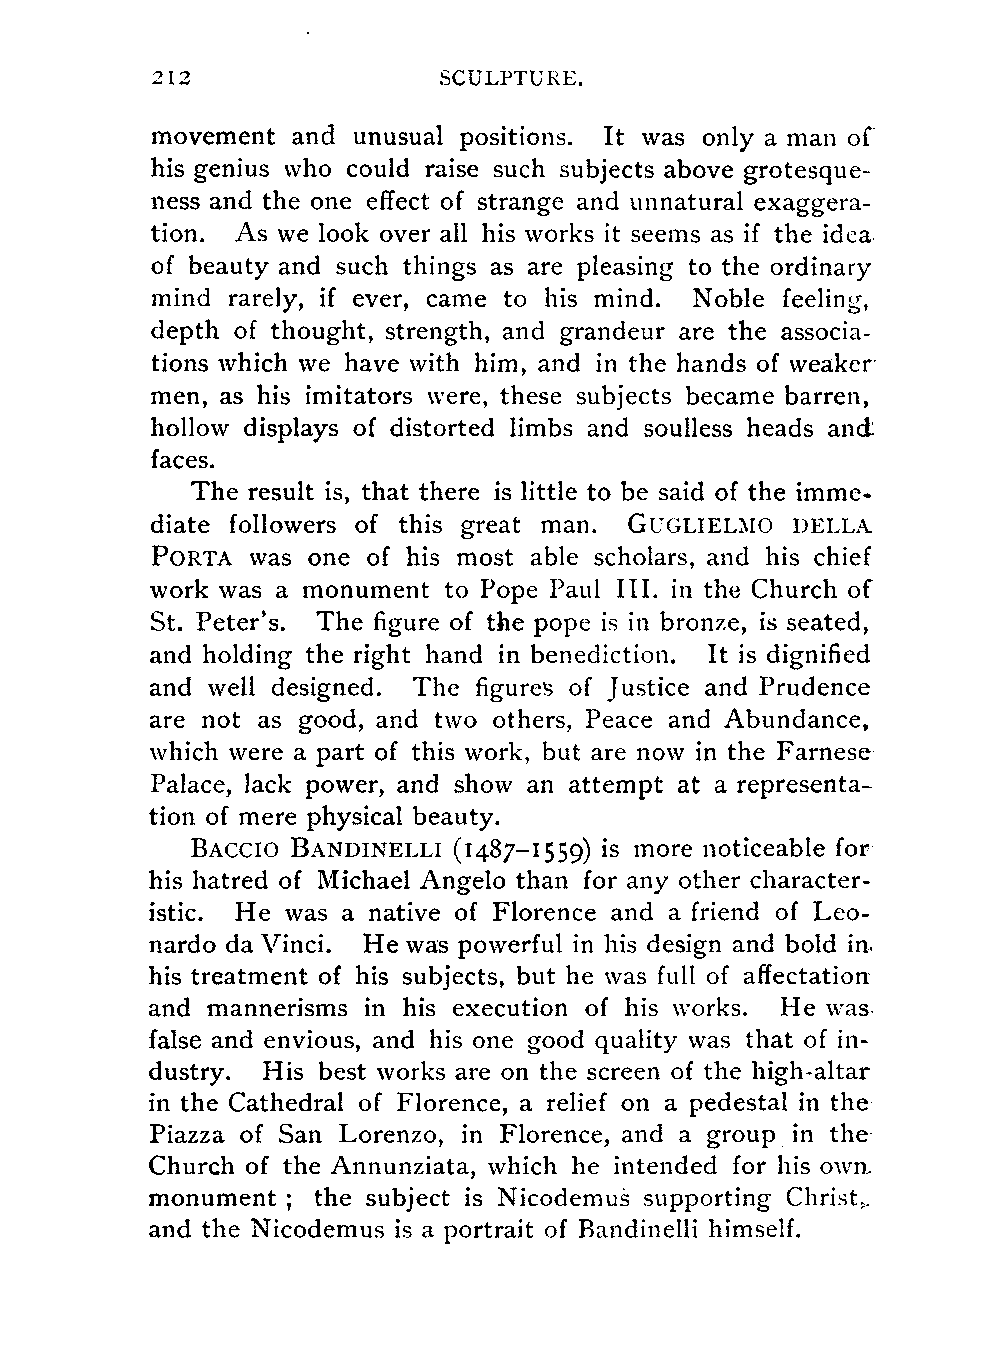 212 SCULPTURE.
movement and unusual positions. It was only a man of
his genius who could raise such subjects above grotesque-
ness and the one effect of strange and unnatural exaggera-
tion. As we look over all his works it seems as if the idea
of beauty and such things as are pleasing to the ordinary
mind rarely, if ever, came to his mind. Noble feeling,
depth of thought, strength, and grandeur are the associa-
tions which we have with him, and in the hands of weaker
men, as his imitators were, these subjects became barren,
hollow displays of distorted limbs and soulless heads and
faces.
The result is, that there is little to be said of the imme-
diate followers of this great man. GUGLIELMO DELLA
PORTA was one of his most able scholars, and his chief
work was a monument to Pope Paul III. in the Church of
St. Peter's. The figure of the pope is in bronze, is seated,
and holding the right hand in benediction. It is dignified
and well designed. The figures of Justice and Prudence
are not as good, and two others, Peace and Abundance,
which were a part of this work, but are now in the Farnese
Palace, lack power, and show an attempt at a representa-
tion of mere physical beauty.
BACCIO BANDINELLI (1487–1559) is more noticeable for
his hatred of Michael Angelo than for any other character-
istic. He was a native of Florence and a friend of Leo-
nardo da Vinci. He was powerful in his design and bold in
his treatment of his subjects, but he was full of affectation
and mannerisms in his execution of his works. He was
false and envious, and his one good quality was that of in-
dustry. His best works are on the screen of the high-altar
in the Cathedral of Florence, a relief on a pedestal in the
Piazza of San Lorenzo, in Florence, and a group in the
Church of the Annunziata, which he intended for his own
monument ; the subject is Nicodemus supporting Christ,
and the Nicodemus is a portrait of Bandinelli himself.